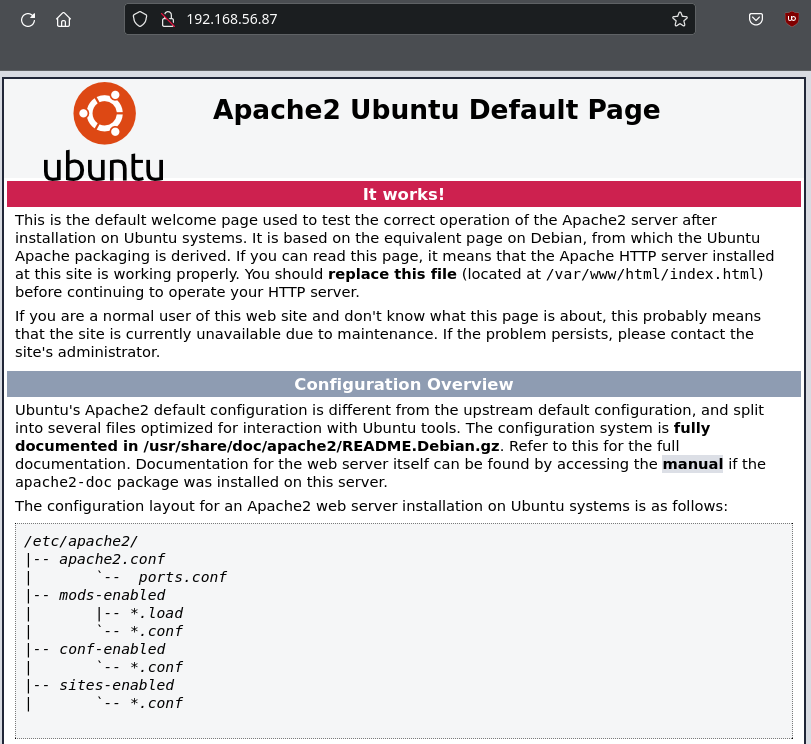 192.168.56.87
Apache2 Ubuntu Default Page
ubuntu
It works!
This is the default welcome page used to test the correct operation of the Apache2 server after
installation on Ubuntu systems. It is based on the equivalent page on Debian, from which the Ubuntu
Apache packaging is derived. If you can read this page, it means that the Apache HTTP server installed
at this site is working properly. You should replace this file (located at /var/www/html/index.html)
before continuing to operate your HTTP server.
If you are a normal user of this web site and don't know what this page is about, this probably means
that the site is currently unavailable due to maintenance. If the problem persists, please contact the
site's administrator.
Configuration Overview
Ubuntu's Apache2 default configuration is different from the upstream default configuration, and split
into several files optimized for interaction with Ubuntu tools. The configuration system is fully
documented in /usr/share/doc/apache2/README.Debian.gz. Refer to this for the full
documentation. Documentation for the web server itself can be found by accessing the manual if the
apache2-doc package was installed on this server.
The configuration layout for an Apache2 web server installation on Ubuntu systems is as follows:
/etc/apache2/
|-- apache2.conf
|       `--  ports.conf
|-- mods-enabled
|       |-- *.load
|       `-- *.conf
|-- conf-enabled
|       `-- *.conf
|-- sites-enabled
|       `-- *.conf